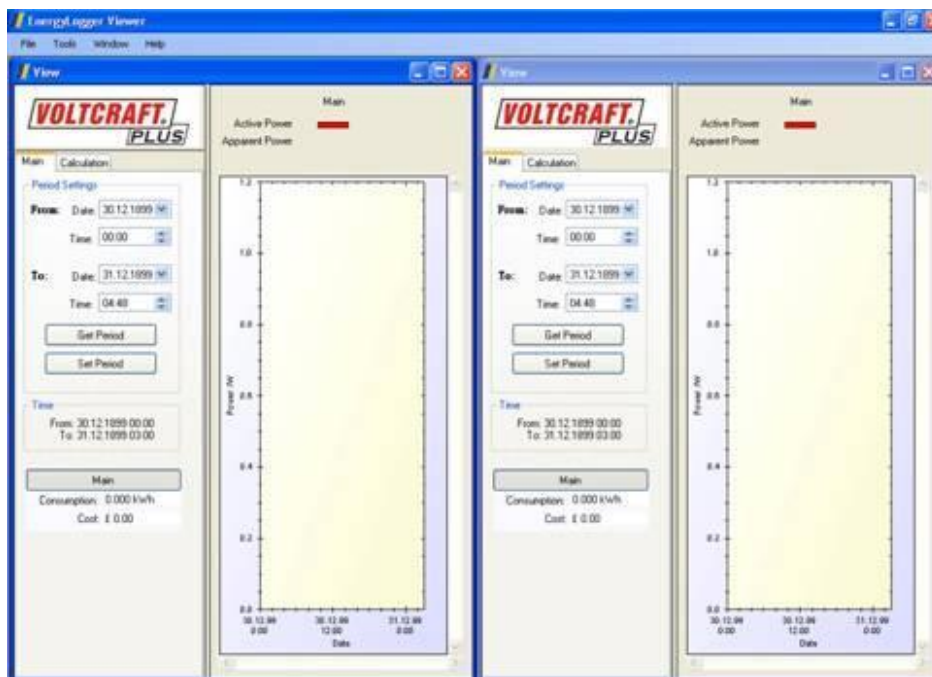 EnergyLogger Viewer
File Tools Window Help
View
VOLTCRAFT®
PLUS
Main Calculation
Period Settings
From: Date: 30.12.1899
Time: 00:00
To: Date: 31.12.1899
Time: 04:48
Get Period
Set Period
Time
From: 30.12.1899 00:00
To: 31.12.1899 03:00
Main
Consumption: 0.000 kWh
Cost: £ 0.00
Main
Active Power
Apparent Power
1.2
1.0
0.8
0.6
0.4
0.2
0.0
Power /W
30.12.99 30.12.99 31.12.99
0:00 12:00 0:00
Date
View
VOLTCRAFT®
PLUS
Main Calculation
Period Settings
From: Date: 30.12.1899
Time: 00:00
To: Date: 31.12.1899
Time: 04:48
Get Period
Set Period
Time
From: 30.12.1899 00:00
To: 31.12.1899 03:00
Main
Consumption: 0.000 kWh
Cost: £ 0.00
Main
Active Power
Apparent Power
1.2
1.0
0.8
0.6
0.4
0.2
0.0
Power /W
30.12.99 30.12.99 31.12.99
0:00 12:00 0:00
Date